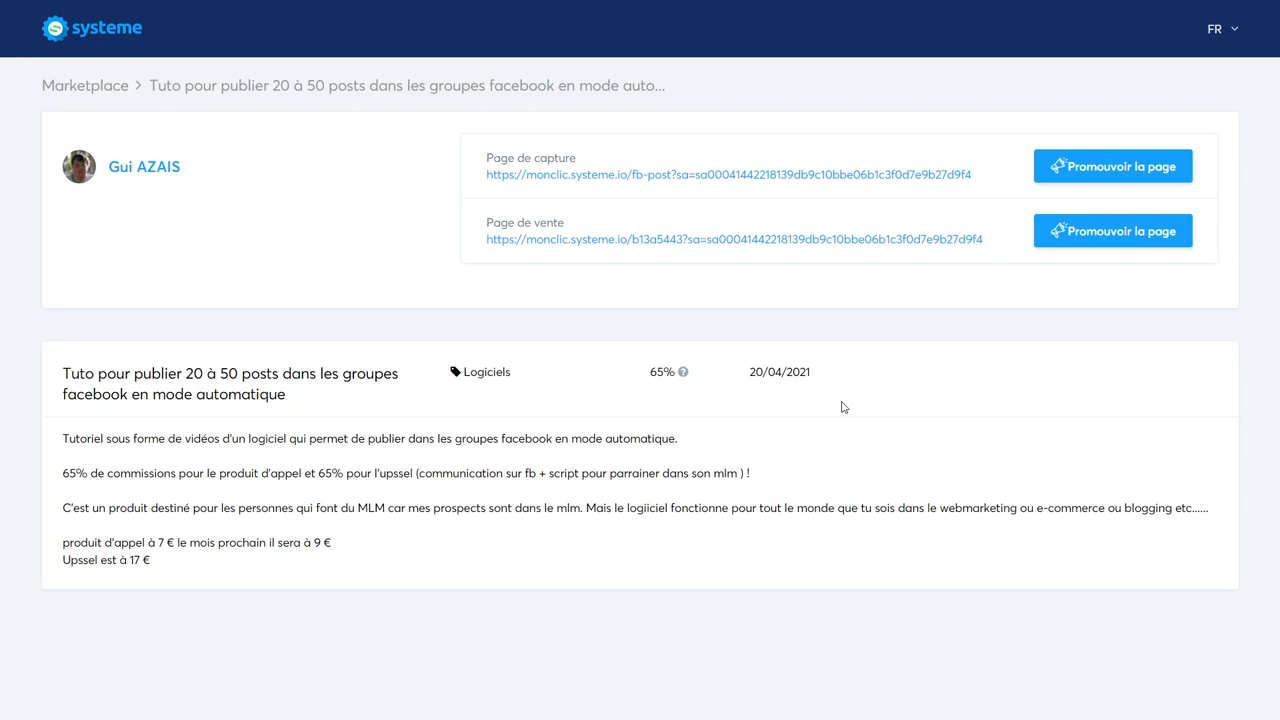 systeme
FR
Marketplace > Tuto pour publier 20 à 50 posts dans les groupes facebook en mode auto...
Gui AZAIS
Page de capture
https://monclic.systeme.io/fb-post?sa=sa00041442218139db9c10bbe06b1c3f0d7e9b27d9f4
Promouvoir la page
Page de vente
https://monclic.systeme.io/b13a5443?sa=sa00041442218139db9c10bbe06b1c3f0d7e9b27d9f4
Promouvoir la page
Tuto pour publier 20 à 50 posts dans les groupes
facebook en mode automatique
Logiciels
65%
20/04/2021
Tutoriel sous forme de vidéos d'un logiciel qui permet de publier dans les groupes facebook en mode automatique.
65% de commissions pour le produit d'appel et 65% pour l'upssel (communication sur fb + script pour parrainer dans son mlm ) !
C'est un produit destiné pour les personnes qui font du MLM car mes prospects sont dans le mlm. Mais le logiiciel fonctionne pour tout le monde que tu sois dans le webmarketing ou e-commerce ou blogging etc......
produit d'appel à 7 € le mois prochain il sera à 9 €
Upssel est à 17 €